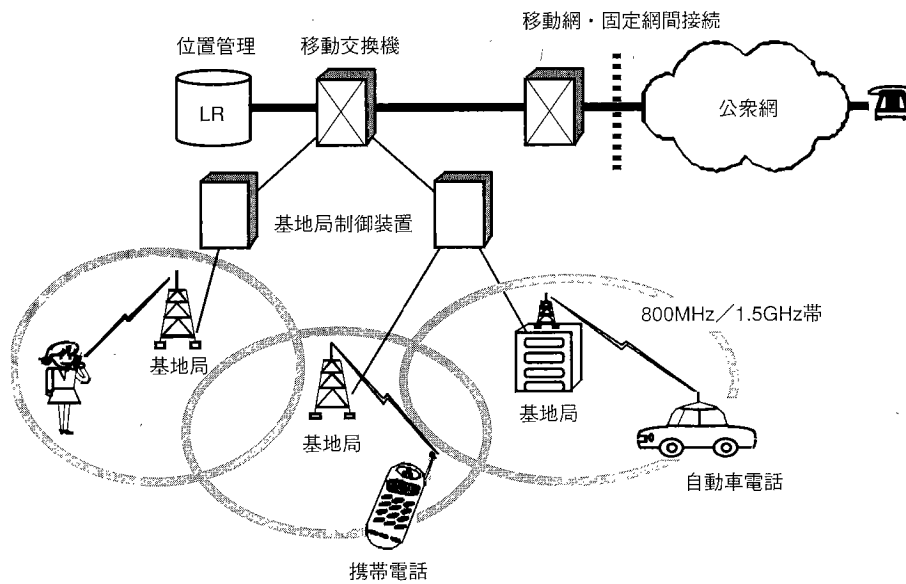 移動網・固定網間接続
位置管理
移動交換機
LR
公衆網
基地局制御装置
800MHz／1.5GHz帯
基地局
基地局
基地局
自動車電話
携帯電話